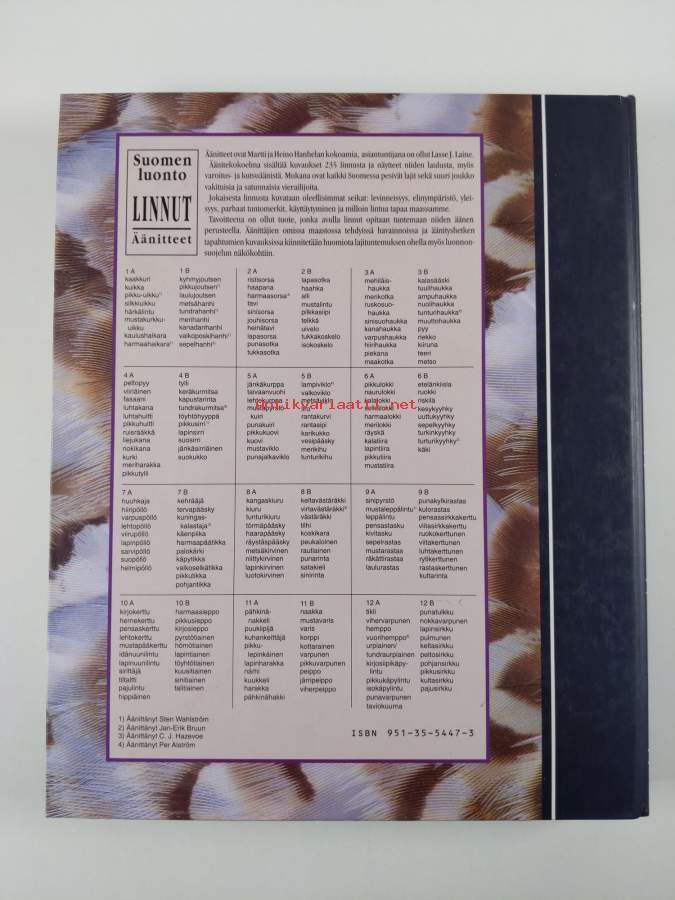 Suomen
luonto
LINNUT
Äänitteet
Äänitteet ovat Martti ja Heino Hanhelan kokoamia, asiantuntijana on ollut Lasse J. Laine.
Äänitekokoelma sisältää kuvaukset 235 linnusta ja näytteet niiden laulusta, myös
varoitus- ja kutsuäänistä. Mukana ovat kaikki Suomessa pesivät lajit sekä suuri joukko
vakituisia ja satunnaisia vierailijoita.
Jokaisesta linnusta kuvataan oleellisimmat seikat: levinneisyys, elinympäristö, yleisyys,
parhaat tuntomerkit, käyttäytyminen ja milloin lintua tapaa maassamme.
Tavoitteena on ollut tuote, jonka avulla linnut opitaan tuntemaan niiden äänen
perusteella. Äänittäjien omissa maastossa tehdyissä havainnoissa ja äänityshetken
tapahtumien kuvauksissa kiinnitetään huomiota lajituntemuksen ohella myös luonnon-
suojelun näkökohtiin.
1 A
kaakkuri
kuikka
pikku-uikku
silkkiuikku
härkälintu
mustakurkku-
uikku
kaulushaikara
harmaahaikara
1 B
kyhmyjoutsen
pikkujoutsen
laulujoutsen
metsähanhi
tundrahanhi
merihanhi
kanadanhanhi
valkoposkihanhi
sepelhanhi
2 A
ristisorsa
haapana
harmaasorsa
tavi
sinisorsa
jouhisorsa
heinätavi
lapasorsa
punasotka
tukkasotka
2 B
lapasotka
haahka
alli
mustalintu
pilkkasiipi
telkkä
uivelo
tukkakoskelo
isokoskelo
3 A
mehiläis-
haukka
merikotka
ruskosuo-
haukka
sinisuohaukka
kanahaukka
varpushaukka
hiirihaukka
piekana
maakotka
3 B
kalasääski
tuulihaukka
ampuhaukka
nuolihaukka
tunturihaukka
muuttohaukka
pyy
riekko
kiiruna
teeri
metso
4 A
peltopyy
viiriäinen
fasaani
luhtakana
luhtahuitti
pikkuhuitti
ruisrääkkä
liejukana
nokikana
kurki
meriharakka
pikkutylli
4 B
tylli
keräkurmitsa
kapustarinta
tundrakurmitsa
töyhtöhyyppä
pikkusirri
lapinsirri
suosirri
jänkäsirriäinen
suokukko
5 A
jänkäkurppa
taivaanvuohi
lehtokurppa
mustapyrstö-
kuiri
punakuiri
pikkukuovi
kuovi
mustaviklo
punajalkaviklo
5 B
lampiviklo
valkoviklo
metsäviklo
liro
rantakurvi
rantasipi
karikukko
vesipääsky
merikihu
tunturikihu
6 A
pikkulokki
naurulokki
kalalokki
selkälokki
harmaalokki
merilokki
räyskä
kalatiira
lapintiira
pikkutiira
mustatiira
6 B
etelänkiisla
ruokki
riskilä
kesykyyhky
uuttukyyhky
sepelkyyhky
turkinkyyhky
turturikyyhky
käki
7 A
huuhkaja
hiiripöllö
varpuspöllö
lehtopöllö
viirupöllö
lapinpöllö
sarvipöllö
suopöllö
helmipöllö
7 B
kehrääjä
tervapääsky
kuningas-
kalastaja
käenpiika
harmaapäätikka
palokärki
käpytikka
valkoselkätikka
pikkutikka
pohjantikka
8 A
kangaskiuru
kiuru
tunturikiuru
törmäpääsky
haarapääsky
räystäspääsky
metsäkirvinen
niittykirvinen
lapinkirvinen
luotokirvinen
8 B
keltavästäräkki
virtavästäräkki
västäräkki
tilhi
koskikara
peukaloinen
rautiainen
punarinta
satakieli
sinirinta
9 A
sinipyrstö
mustaleppälintu
leppälintu
pensastasku
kivitasku
sepelrastas
mustarastas
räkättirastas
laulurastas
9 B
punakylkirastas
kulorastas
pensassirkkakerttu
viitasirkkakerttu
ruokokerttunen
viitakerttunen
luhtakerttunen
rytikerttunen
rastaskerttunen
kultarinta
10 A
kirjokerttu
hernekerttu
pensaskerttu
lehtokerttu
mustapääkerttu
idänuunilintu
lapinuunilintu
sirittäjä
tiltaltti
pajulintu
hippiäinen
10 B
harmaasieppo
pikkusieppo
kirjosieppo
pyrstötiainen
hömötiainen
lapintiainen
töyhtötiainen
kuusitiainen
sinitiainen
talitiainen
11 A
pähkinä-
nakkeli
puukiipijä
kuhankeittäjä
pikku-
lepinkäinen
lapinharakka
närhi
kuukkeli
harakka
pähkinähakki
11 B
naakka
mustavaris
varis
korppi
kottarainen
varpunen
pikkuvarpunen
peippo
järripeippo
viherpeippo
12 A
tikli
vihervarpunen
hemppo
vuorihemppo
urpiainen/
tundraurpiainen
kirjosiipikäpy-
lintu
pikkukäpylintu
isokäpylintu
punavarpunen
taviokuurna
12 B
punatulkku
nokkavarpunen
lapinsirkku
pulmunen
keltasirkku
peltosirkku
pohjansirkku
pikkusirkku
kultasirkku
pajusirkku
1) Äänittänyt Sten Wahlström
2) Äänittänyt Jan-Erik Bruun
3) Äänittänyt C. J. Hazevoe
4) Äänittänyt Per Alström
ISBN 951-35-5447-3
Antikvariaatti.net